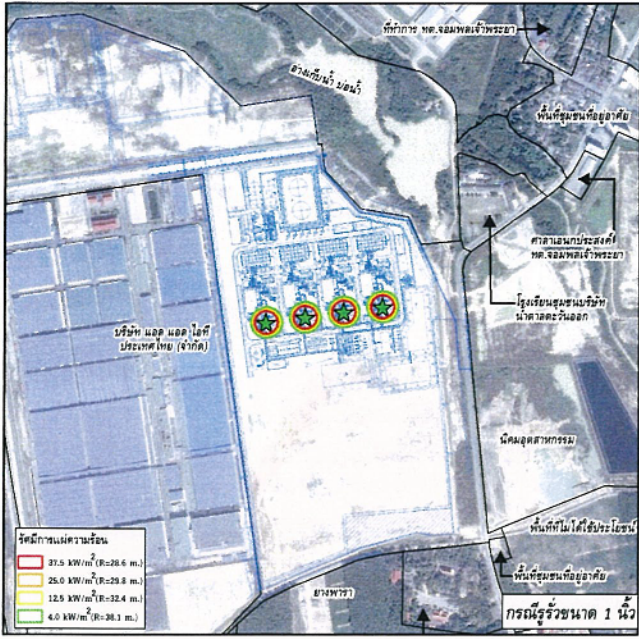 ที่ทำการ ทต.จอมพลเจ้าพระยา
อ่างเก็บน้ำ บ่อน้ำ
พื้นที่ชุมชนที่อยู่อาศัย
ศาลาเอนกประสงค์
ทต.จอมพลเจ้าพระยา
โรงเรียนชุมชนบริษัท
น้ำตาลตะวันออก
บริษัท แอล แอล ไอที
ประเทศไทย (จำกัด)
นิคมอุตสาหกรรม
พื้นที่ที่ไม่ได้ใช้ประโยชน์
รัศมีการแผ่ความร้อน
37.5 kW/m² (R=28.6 m.)
25.0 kW/m² (R=29.8 m.)
12.5 kW/m² (R=32.4 m.)
4.0 kW/m² (R=38.1 m.)
พื้นที่ชุมชนที่อยู่อาศัย
ยางพารา
กรณีรูรั่วขนาด 1 นิ้ว